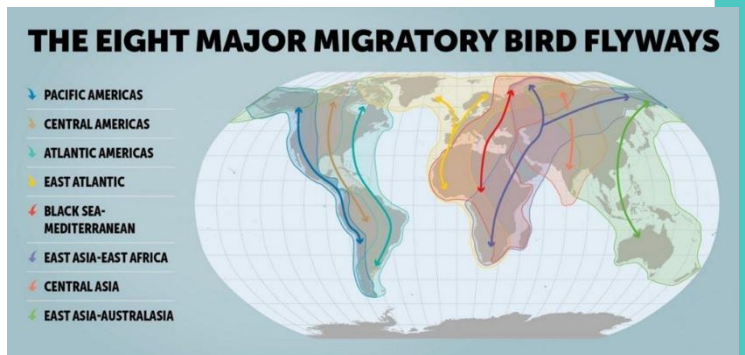 THE EIGHT MAJOR MIGRATORY BIRD FLYWAYS
PACIFIC AMERICAS
CENTRAL AMERICAS
ATLANTIC AMERICAS
EAST ATLANTIC
BLACK SEA-
MEDITERRANEAN
EAST ASIA-EAST AFRICA
CENTRAL ASIA
EAST ASIA-AUSTRALASIA